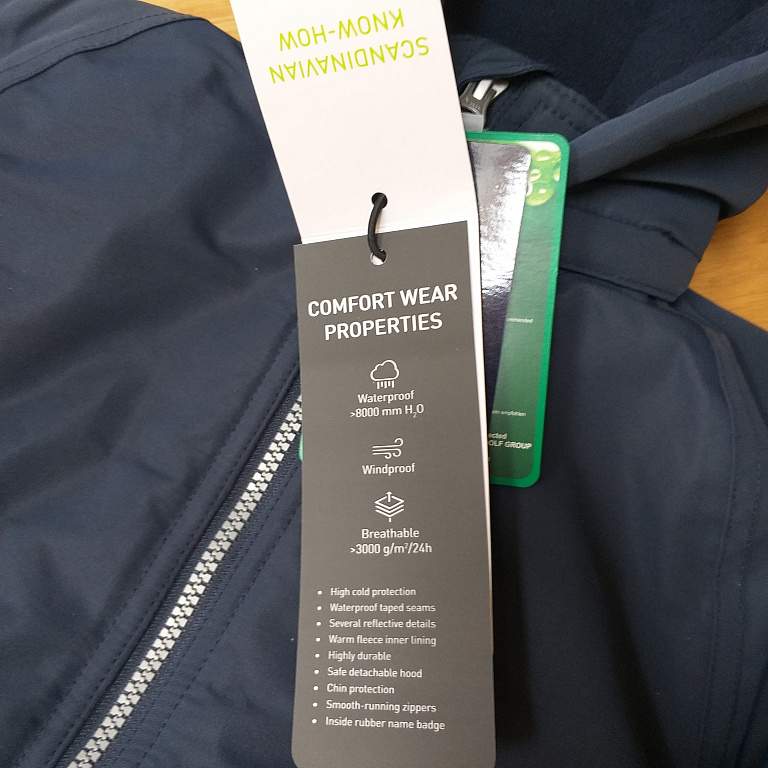 SCANDINAVIAN
KNOW-HOW
COMFORT WEAR
PROPERTIES
Waterproof
>8000 mm H₂O
Windproof
Breathable
>3000 g/m²/24h
• High cold protection
• Waterproof taped seams
• Several reflective details
• Warm fleece inner lining
• Highly durable
• Safe detachable hood
• Chin protection
• Smooth-running zippers
• Inside rubber name badge
OLF GROUP